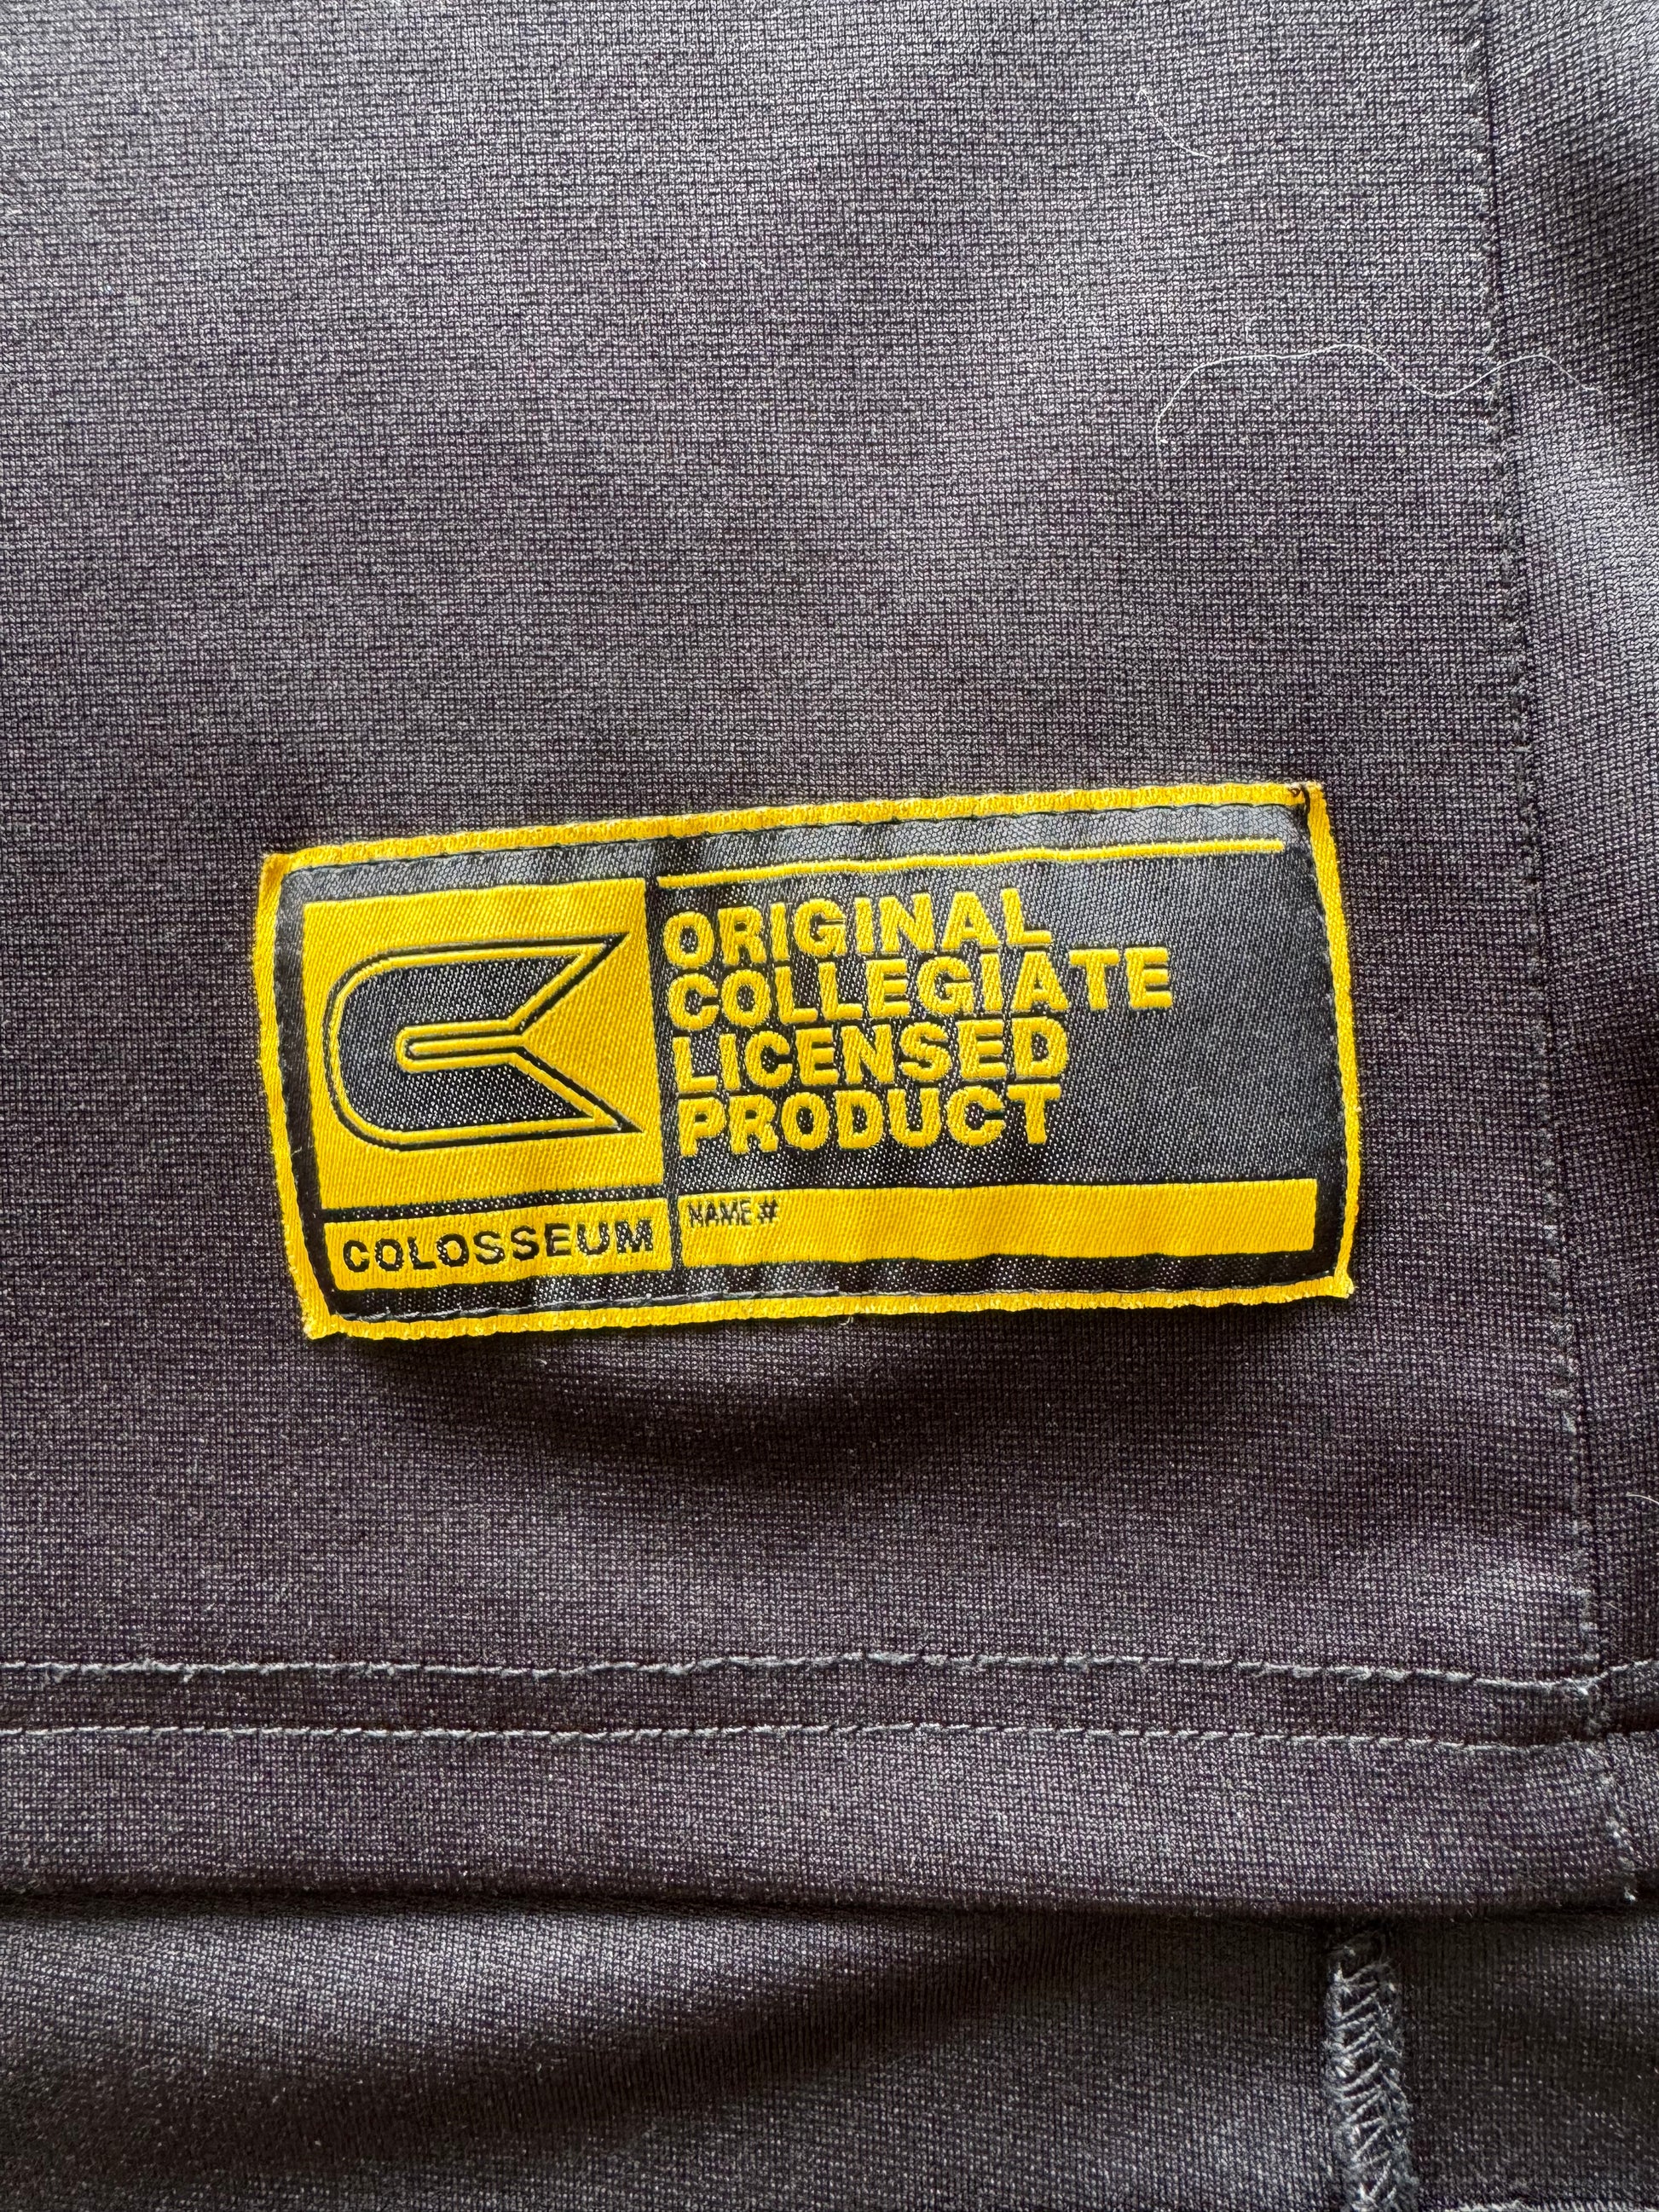 ORIGINAL
COLLEGIATE
LICENSED
PRODUCT
COLOSSEUM
NAME #